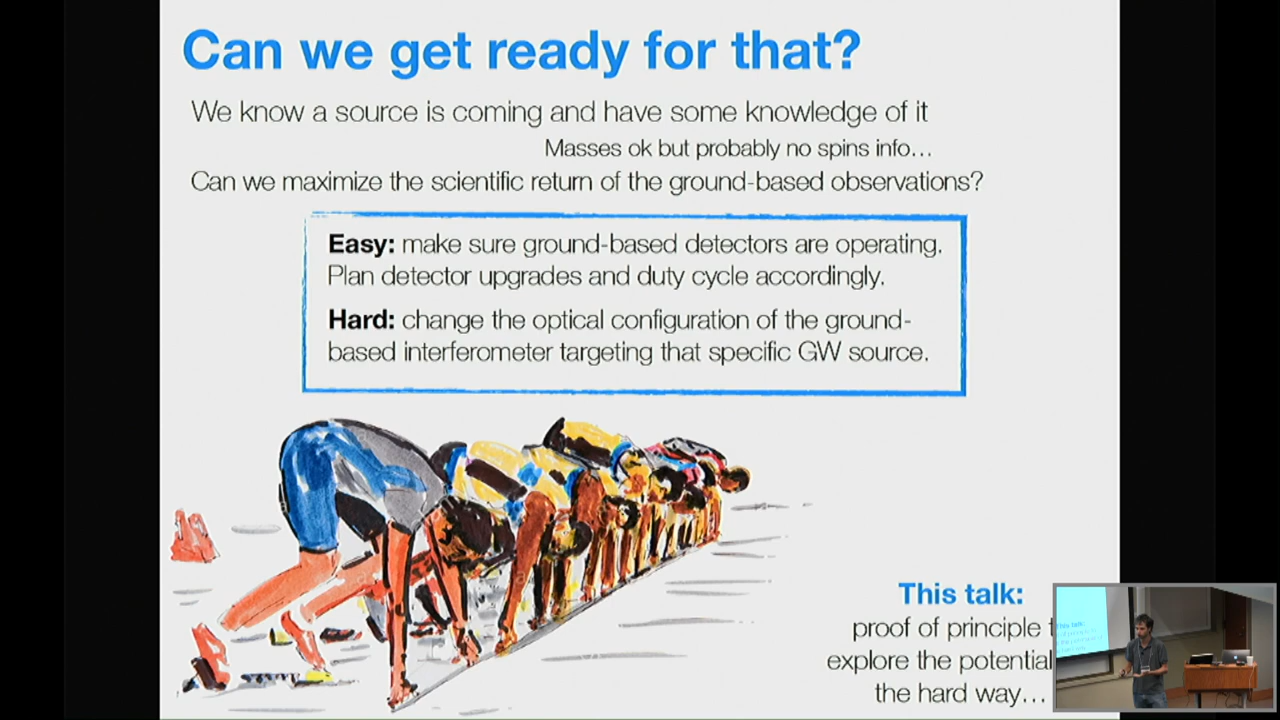 Can we get ready for that?
We know a source is coming and have some knowledge of it
Masses ok but probably no spins info…
Can we maximize the scientific return of the ground-based observations?
Easy: make sure ground-based detectors are operating.
Plan detector upgrades and duty cycle accordingly.
Hard: change the optical configuration of the ground-
based interferometer targeting that specific GW source.
This talk:
proof of principle
explore the potential
the hard way…